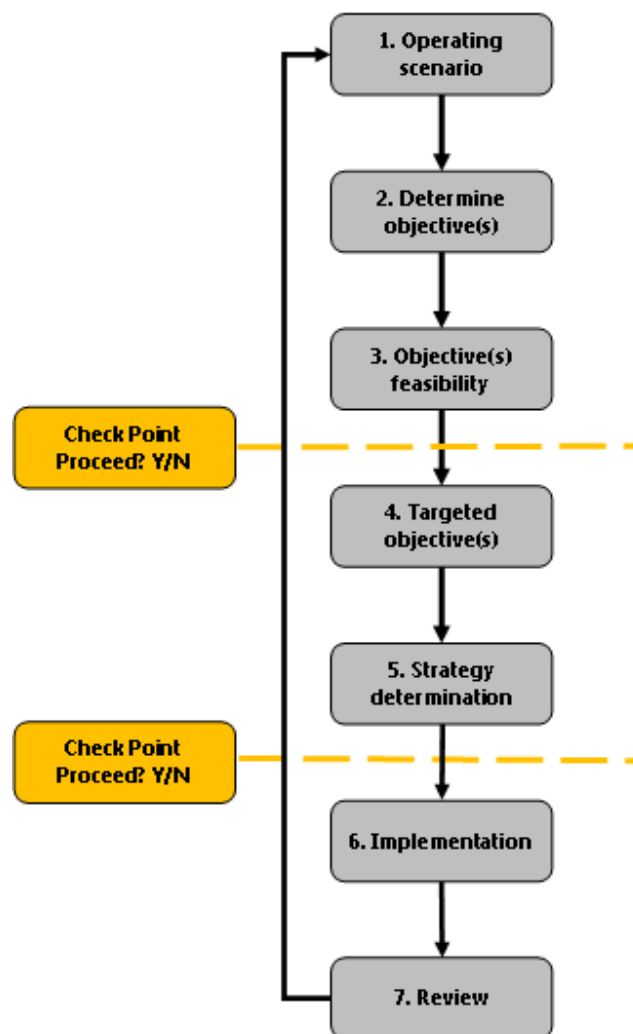 1. Operating
scenario
2. Determine
objective(s)
3. Objective(s)
feasibility
Check Point
Proceed? Y/N
4. Targeted
objective(s)
5. Strategy
determination
Check Point
Proceed? Y/N
6. Implementation
7. Review